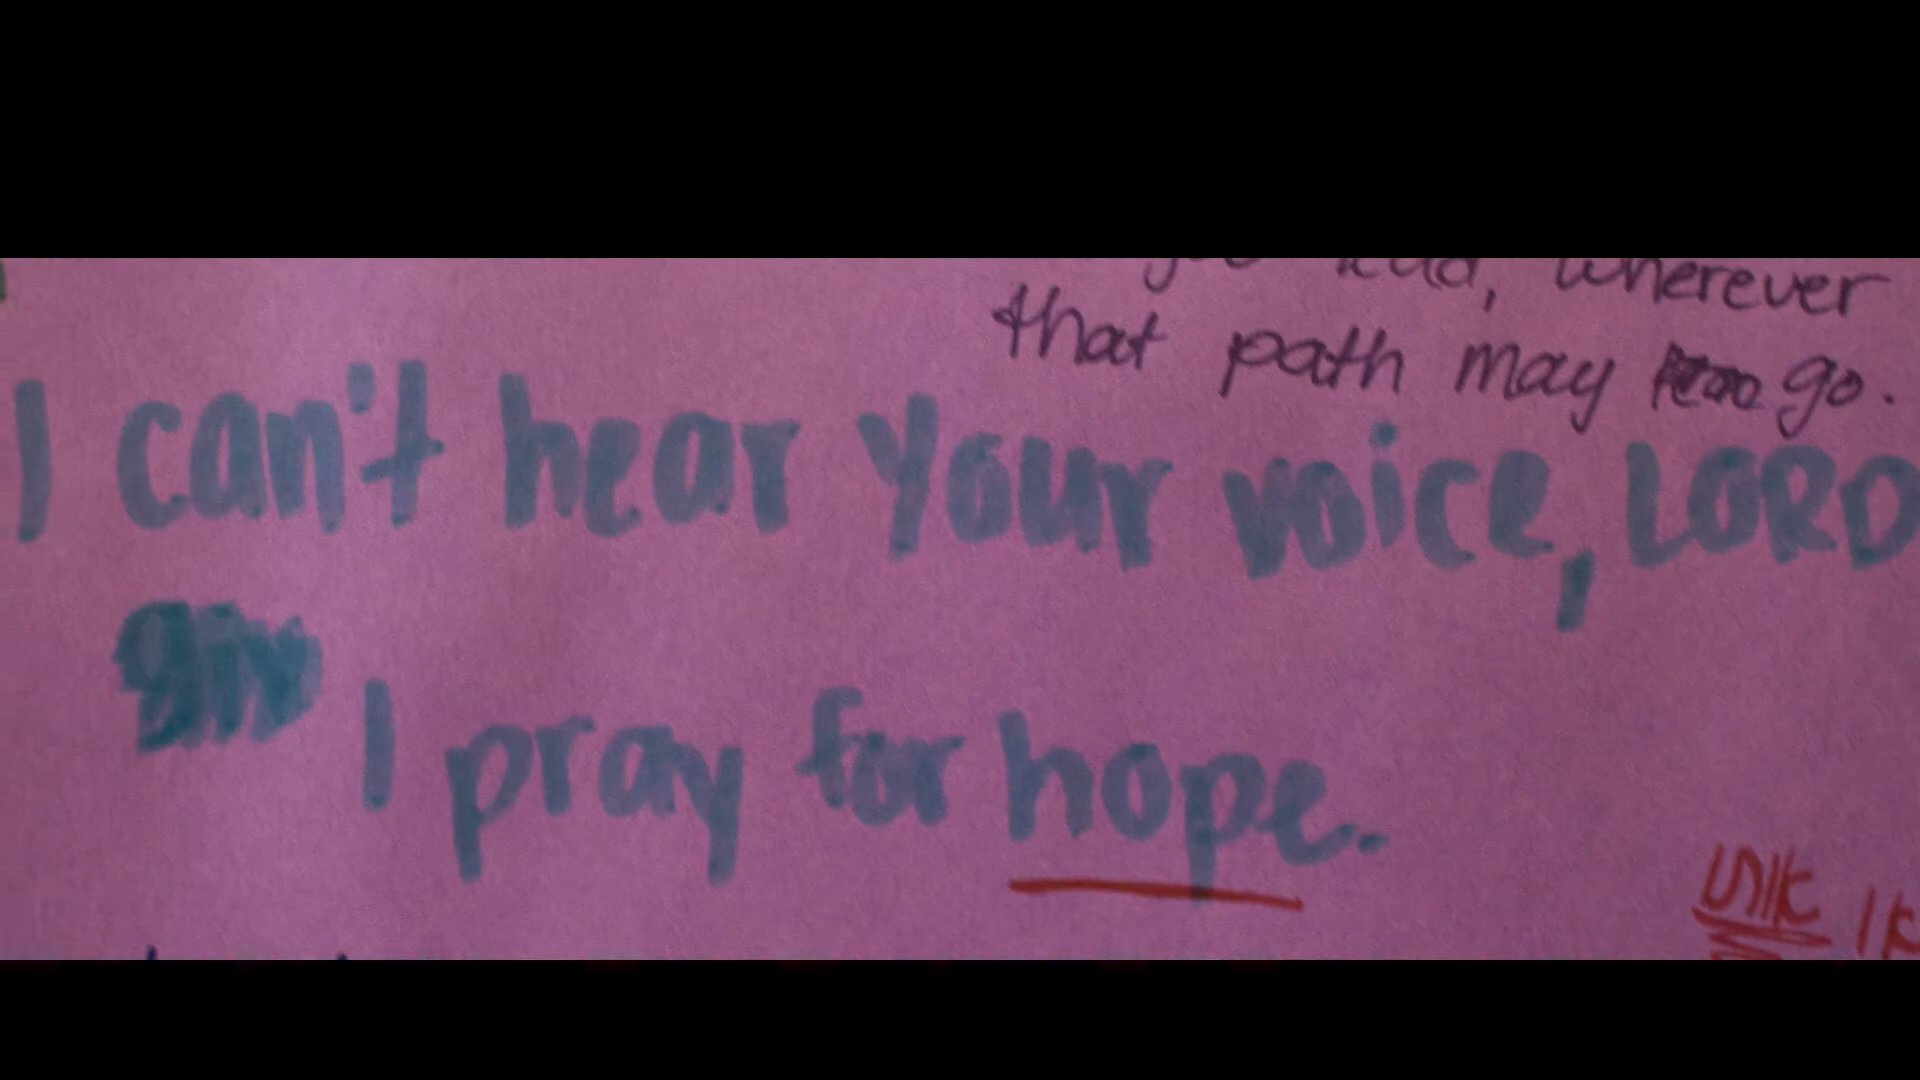 wherever
that path may go.
I can't hear your voice, LORD
I pray for hope.